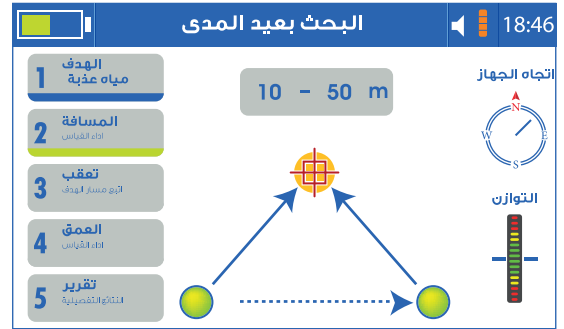 البحث بعيد المدى
18:46
1
الهدف
مياه عذبة
2
المسافة
اداء القياس
3
تعقب
اتبع مسار الهدف
4
العمق
اداء القياس
5
تقرير
النتائج التفصيلية
10 - 50 m
اتجاه الجهاز
N
W
E
S
التوازن